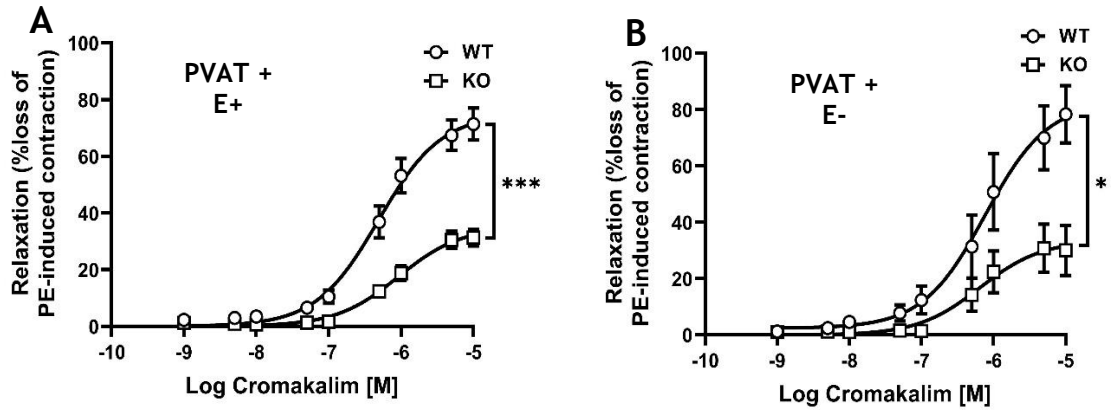 A
Relaxation (%loss of
PE-induced contraction)
100
80
60
40
20
0
PVAT +
E+
WT
KO
***
-10 -9 -8 -7 -6 -5
Log Cromakalim [M]
B
Relaxation (%loss of
PE-induced contraction)
100
80
60
40
20
0
PVAT +
E-
WT
KO
*
-10 -9 -8 -7 -6 -5
Log Cromakalim [M]